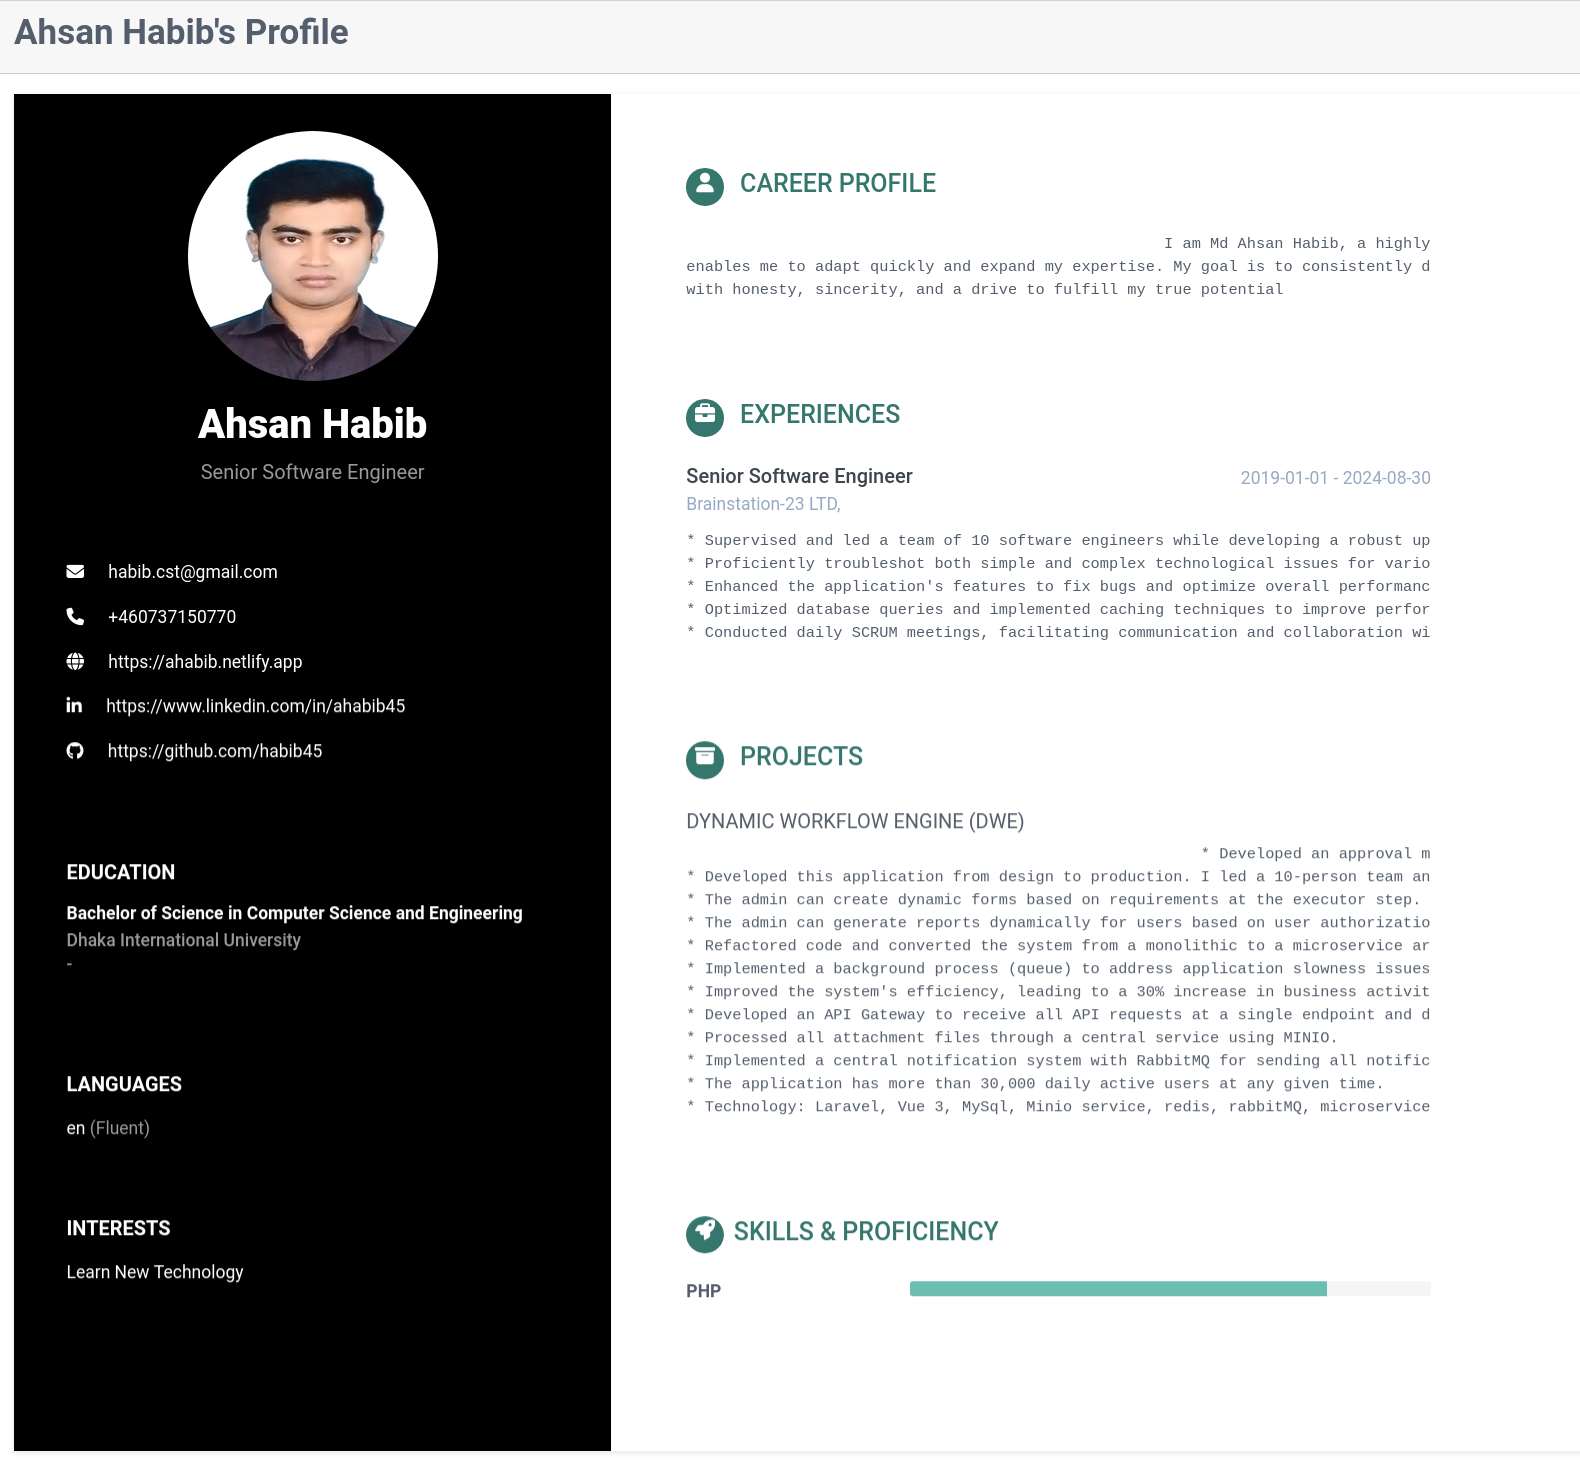 Ahsan Habib's Profile
Ahsan Habib
Senior Software Engineer
habib.cst@gmail.com
+460737150770
https://ahabib.netlify.app
https://www.linkedin.com/in/ahabib45
https://github.com/habib45
EDUCATION
Bachelor of Science in Computer Science and Engineering
Dhaka International University
-
LANGUAGES
en (Fluent)
INTERESTS
Learn New Technology
CAREER PROFILE
I am Md Ahsan Habib, a highly
enables me to adapt quickly and expand my expertise. My goal is to consistently d
with honesty, sincerity, and a drive to fulfill my true potential
EXPERIENCES
Senior Software Engineer 2019-01-01 - 2024-08-30
Brainstation-23 LTD,
* Supervised and led a team of 10 software engineers while developing a robust up
* Proficiently troubleshot both simple and complex technological issues for vario
* Enhanced the application's features to fix bugs and optimize overall performanc
* Optimized database queries and implemented caching techniques to improve perfor
* Conducted daily SCRUM meetings, facilitating communication and collaboration wi
PROJECTS
DYNAMIC WORKFLOW ENGINE (DWE)
* Developed an approval m
* Developed this application from design to production. I led a 10-person team an
* The admin can create dynamic forms based on requirements at the executor step.
* The admin can generate reports dynamically for users based on user authorizatio
* Refactored code and converted the system from a monolithic to a microservice ar
* Implemented a background process (queue) to address application slowness issues
* Improved the system's efficiency, leading to a 30% increase in business activit
* Developed an API Gateway to receive all API requests at a single endpoint and d
* Processed all attachment files through a central service using MINIO.
* Implemented a central notification system with RabbitMQ for sending all notific
* The application has more than 30,000 daily active users at any given time.
* Technology: Laravel, Vue 3, MySql, Minio service, redis, rabbitMQ, microservice
SKILLS & PROFICIENCY
PHP